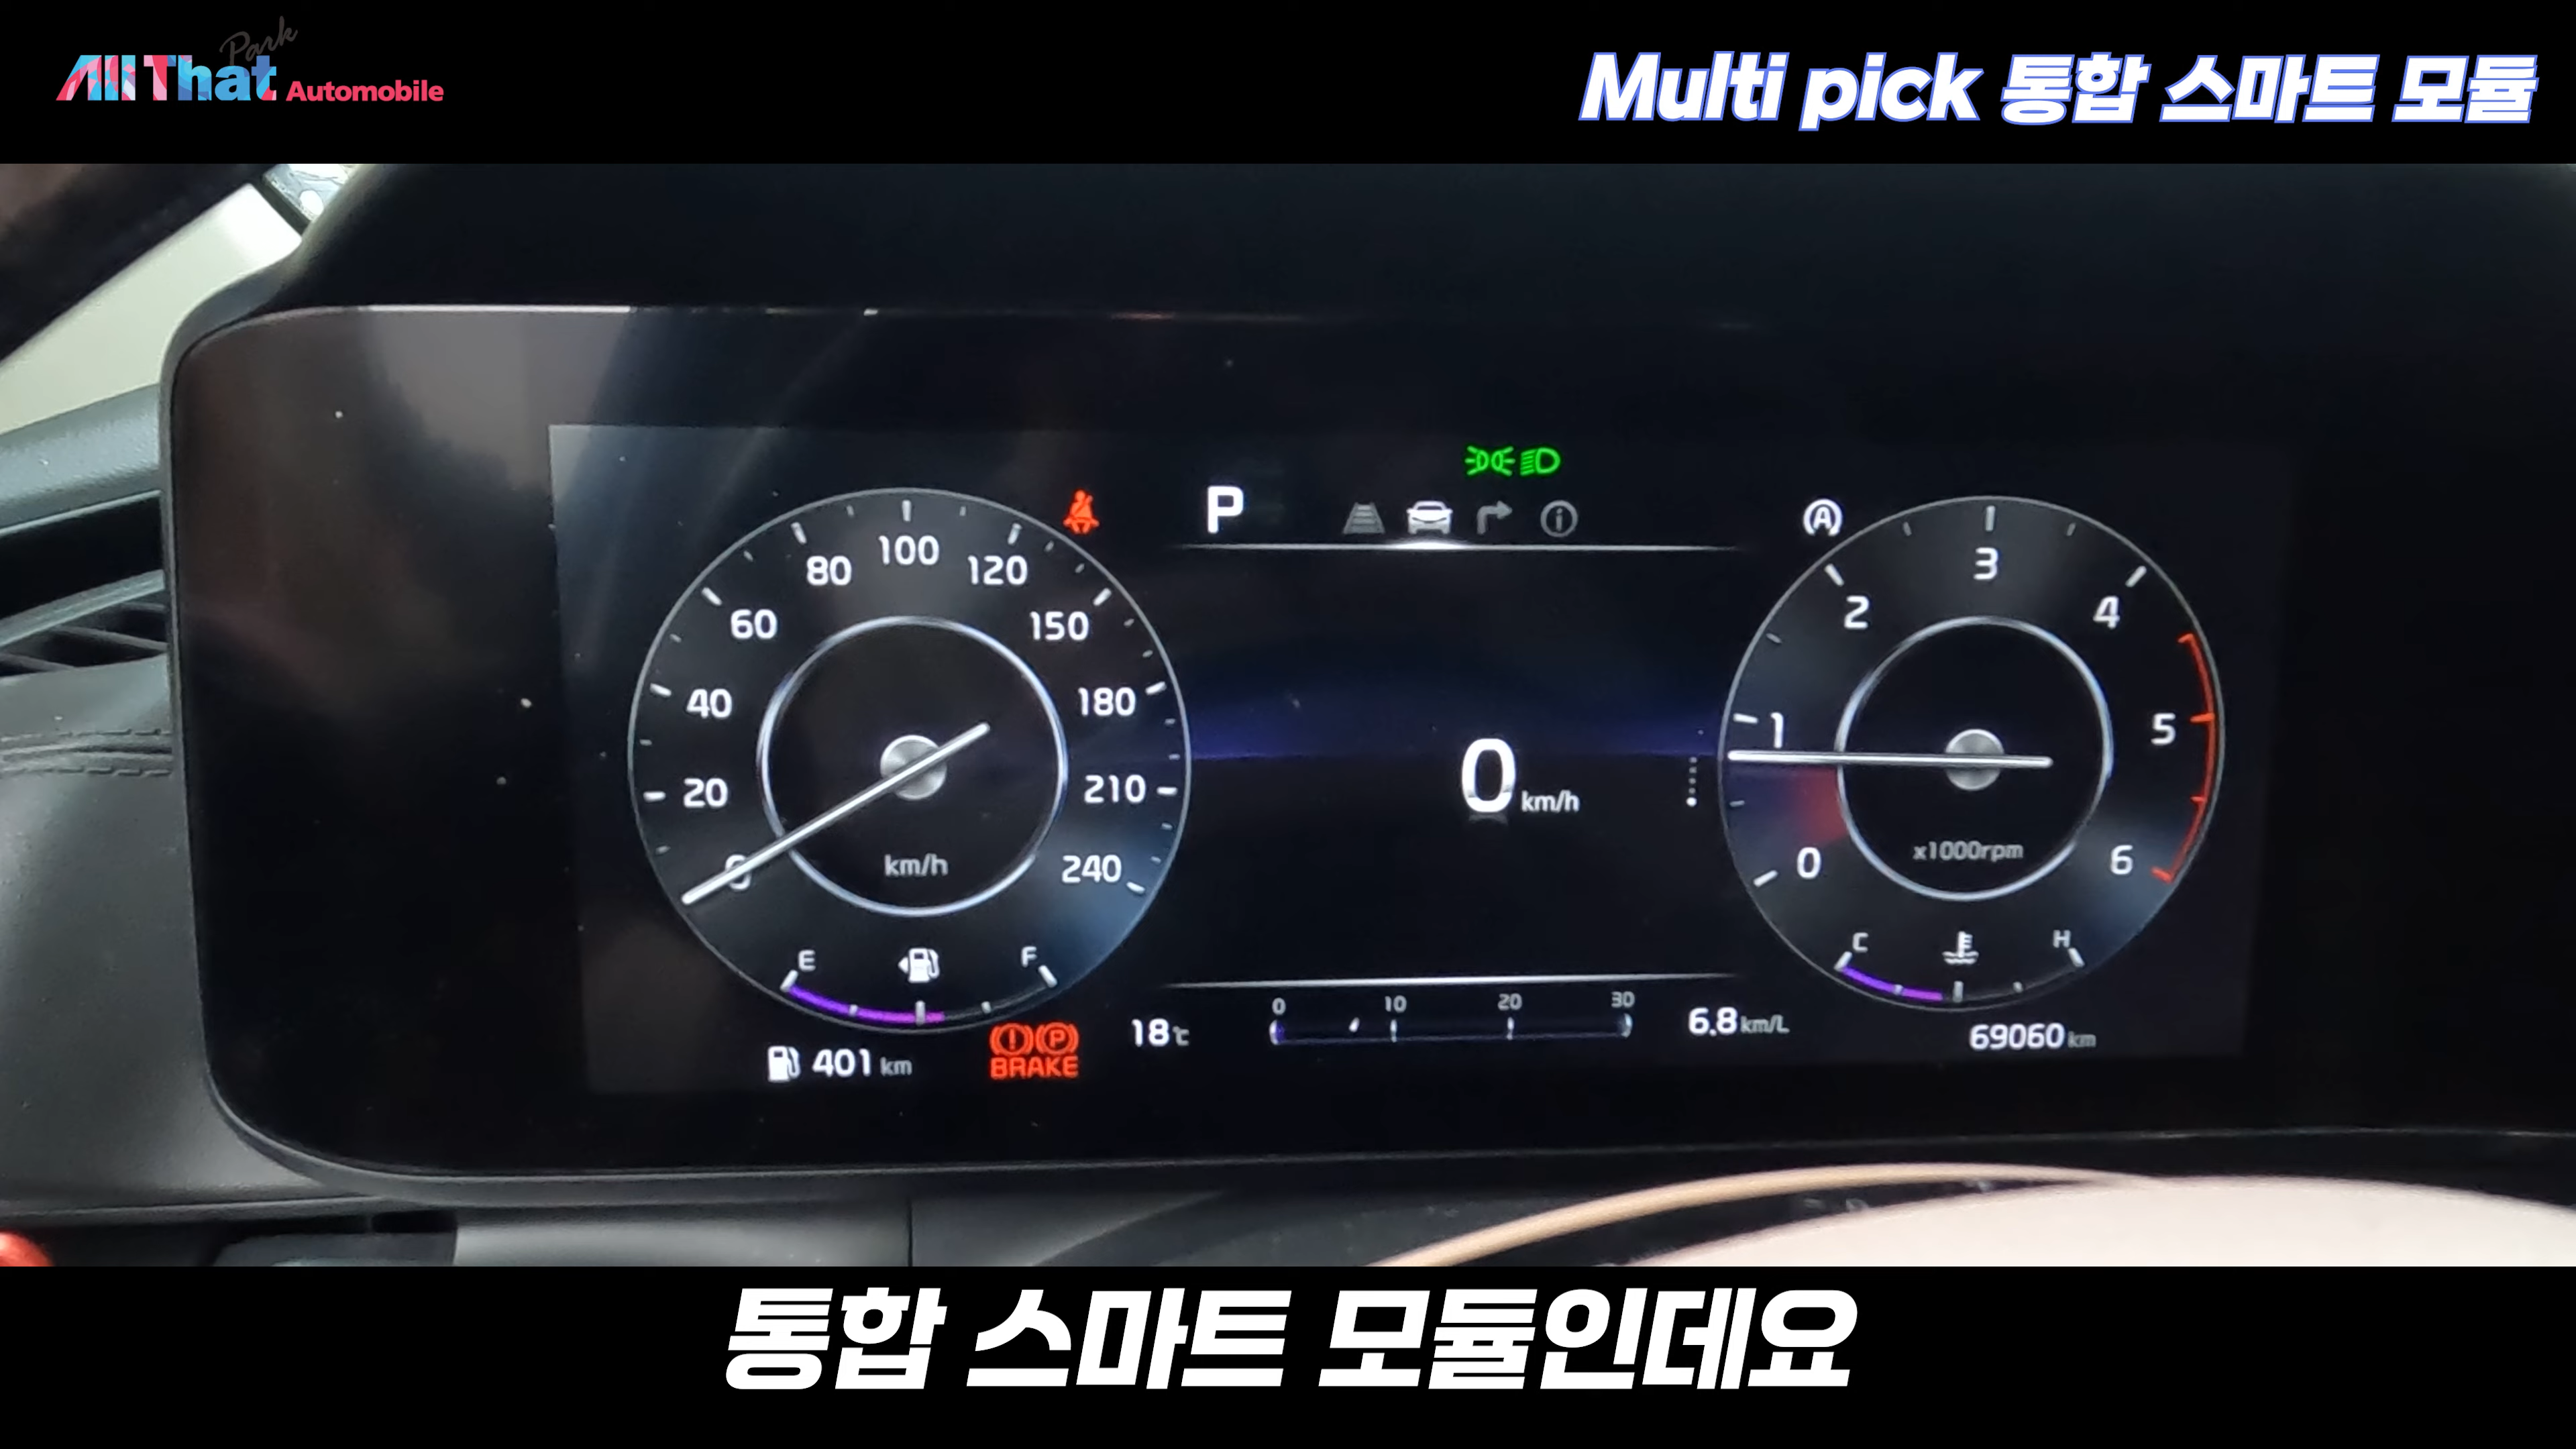 Park
All That Automobile
Multi pick 통합 스마트 모듈
P
0 20 40 60 80 100 120 150 180 210 240
km/h
E F
401 km
BRAKE
0 km/h
18℃
0 10 20 30
6.8 km/L
A
0 1 2 3 4 5 6
x1000rpm
C H
69060 km
통합 스마트 모듈인데요